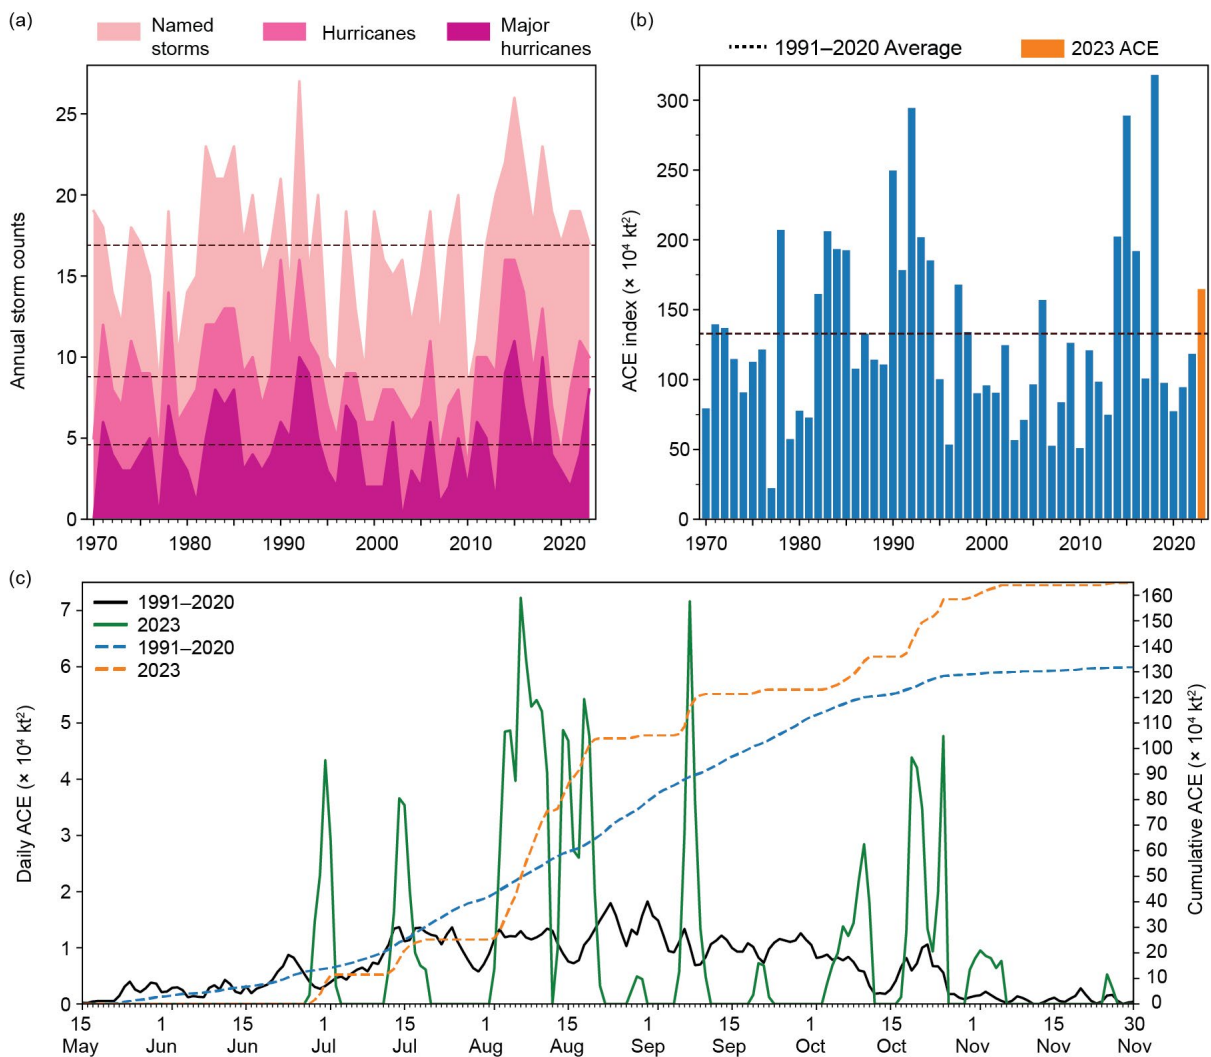 (a)
Named
storms
Hurricanes
Major
hurricanes
Annual storm counts
25
20
15
10
5
0
1970 1980 1990 2000 2010 2020
(b)
1991–2020 Average
2023 ACE
ACE index (× 10⁴ kt²)
300
250
200
150
100
50
0
1970 1980 1990 2000 2010 2020
(c)
1991–2020
2023
1991–2020
2023
Daily ACE (× 10⁴ kt²)
7
6
5
4
3
2
1
0
Cumulative ACE (× 10⁴ kt²)
160
150
140
130
120
110
100
90
80
70
60
50
40
30
20
10
0
15 1 15 1 15 1 15 1 15 1 15 1 15 30
May Jun Jun Jul Jul Aug Aug Sep Sep Oct Oct Nov Nov Nov